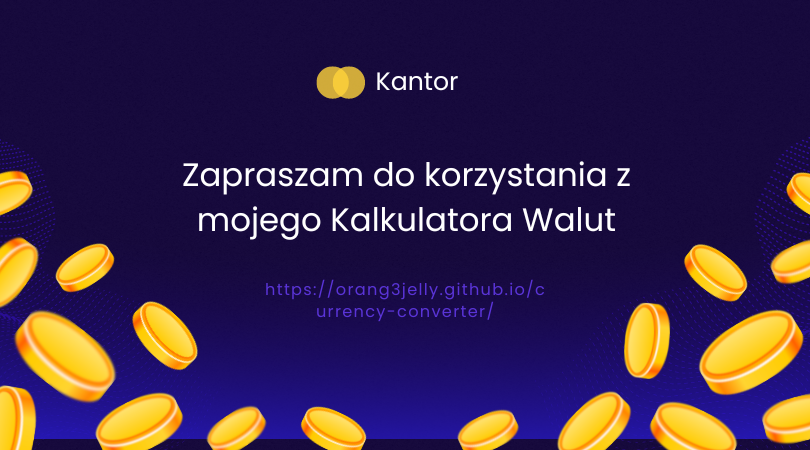 Kantor
Zapraszam do korzystania z
mojego Kalkulatora Walut
https://orang3jelly.github.io/c
urrency-converter/